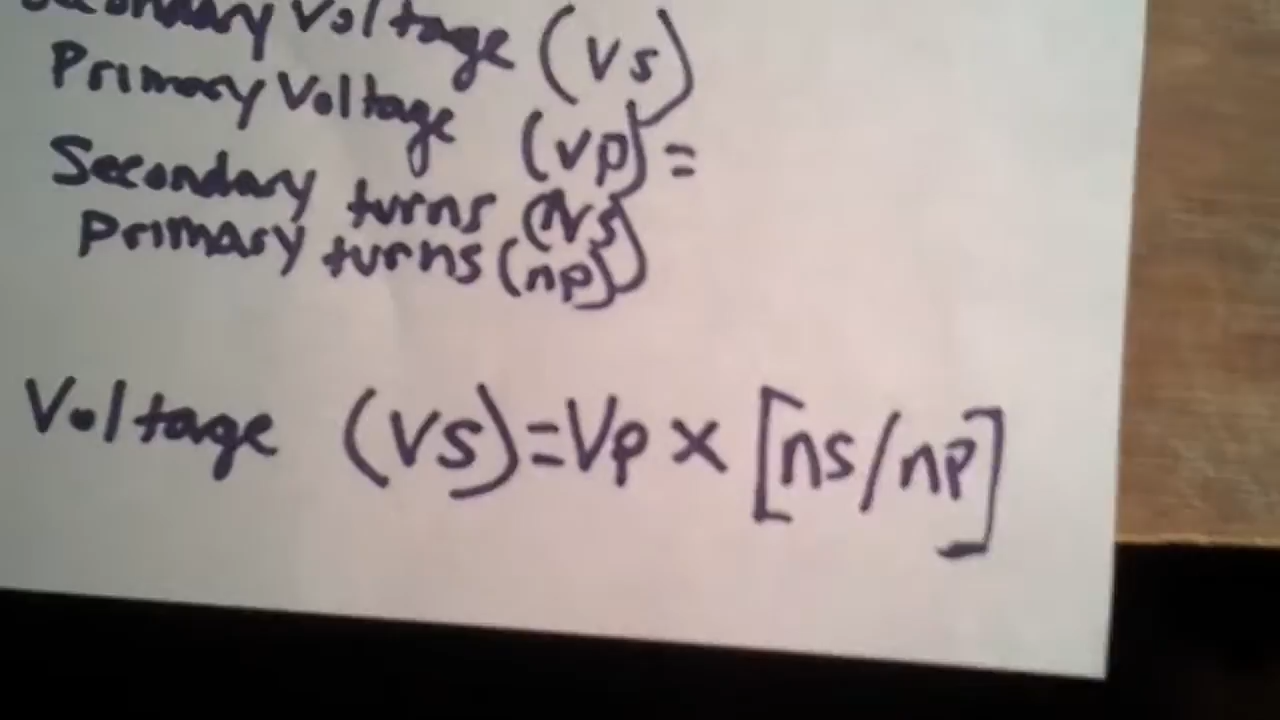 Secondary Voltage (Vs)
Primary Voltage (Vp) =
Secondary turns (Ns)
Primary turns (np)
Voltage (Vs)=Vp x [ns/np]